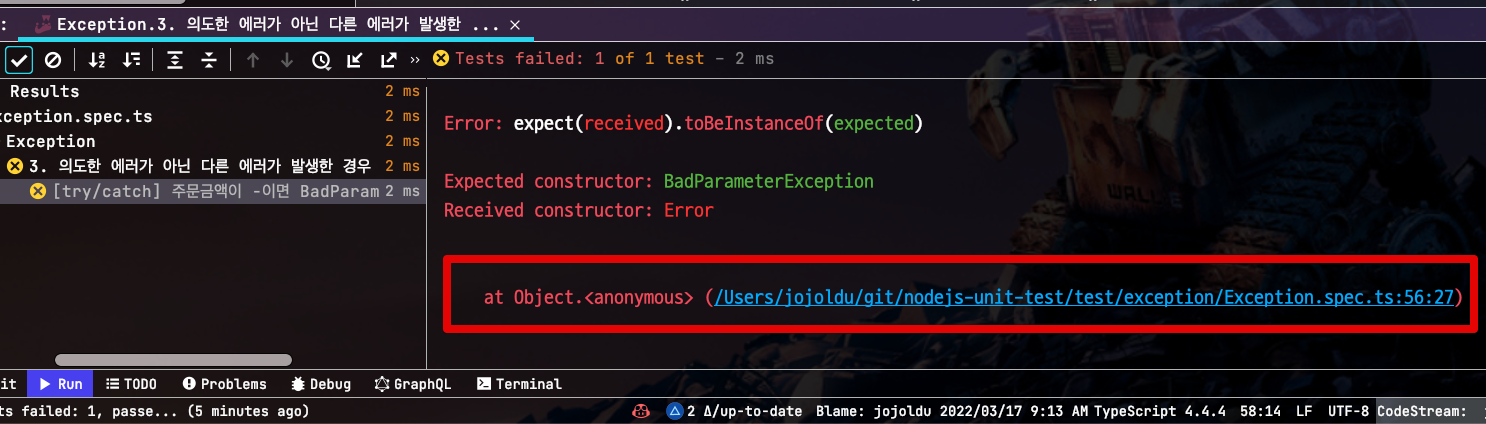 : Exception.3. 의도한 에러가 아닌 다른 에러가 발생한 ... ×
» Tests failed: 1 of 1 test – 2 ms
Results 2 ms
xception.spec.ts 2 ms
Exception 2 ms
3. 의도한 에러가 아닌 다른 에러가 발생한 경우 2 ms
[try/catch] 주문금액이 -이면 BadParam 2 ms
Error: expect(received).toBeInstanceOf(expected)
Expected constructor: BadParameterException
Received constructor: Error
at Object.<anonymous> (/Users/jojoldu/git/nodejs-unit-test/test/exception/Exception.spec.ts:56:27)
it Run TODO Problems Debug GraphQL Terminal
ts failed: 1, passe... (5 minutes ago) 2 Δ/up-to-date Blame: jojoldu 2022/03/17 9:13 AM TypeScript 4.4.4 58:14 LF UTF-8 CodeStream: